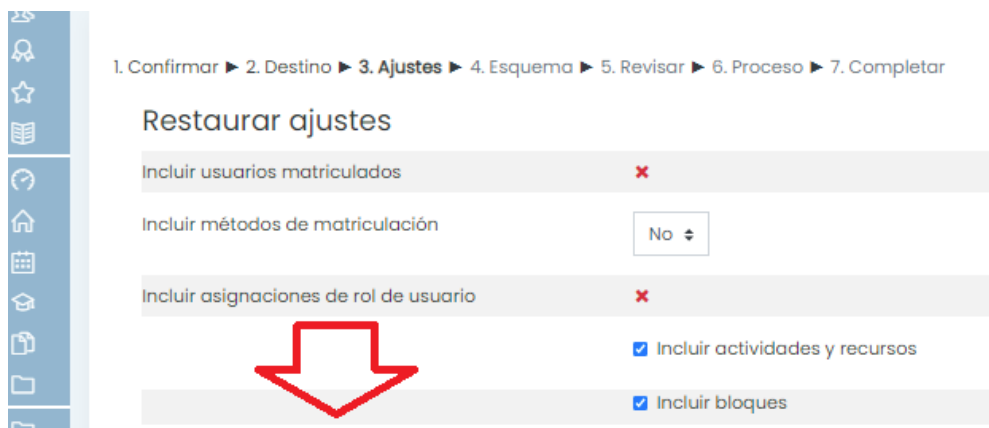 1. Confirmar ► 2. Destino ► 3. Ajustes ► 4. Esquema ► 5. Revisar ► 6. Proceso ► 7. Completar
Restaurar ajustes
Incluir usuarios matriculados
Incluir métodos de matriculación No
Incluir asignaciones de rol de usuario
Incluir actividades y recursos
Incluir bloques